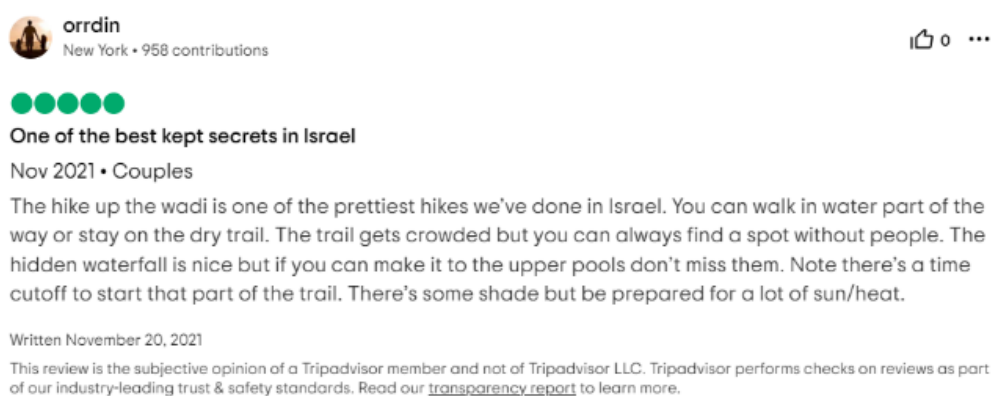 orrdin
New York • 958 contributions
0
One of the best kept secrets in Israel
Nov 2021 • Couples
The hike up the wadi is one of the prettiest hikes we've done in Israel. You can walk in water part of the
way or stay on the dry trail. The trail gets crowded but you can always find a spot without people. The
hidden waterfall is nice but if you can make it to the upper pools don't miss them. Note there's a time
cutoff to start that part of the trail. There's some shade but be prepared for a lot of sun/heat.
Written November 20, 2021
This review is the subjective opinion of a Tripadvisor member and not of Tripadvisor LLC. Tripadvisor performs checks on reviews as part
of our industry-leading trust & safety standards. Read our transparency report to learn more.